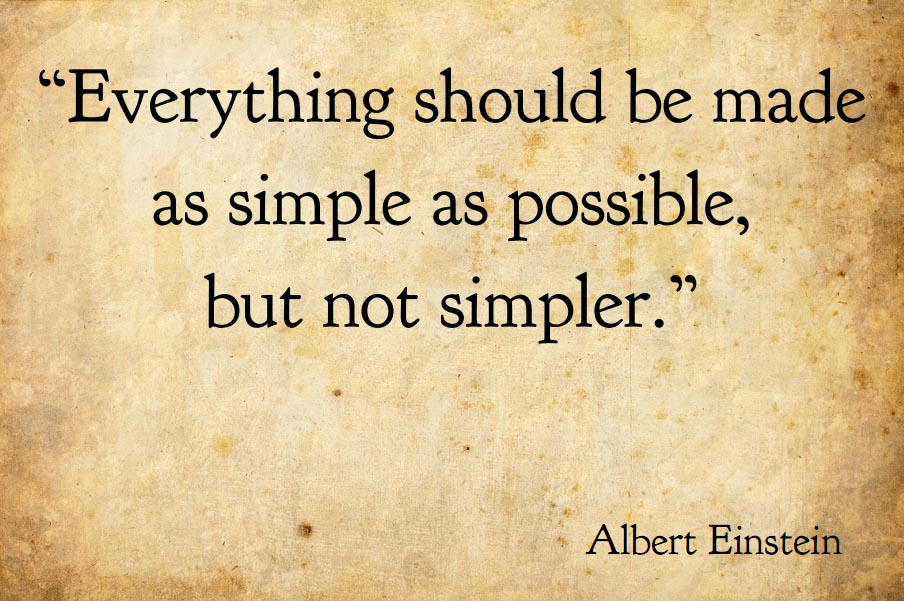 “Everything should be made
as simple as possible,
but not simpler.”
Albert Einstein